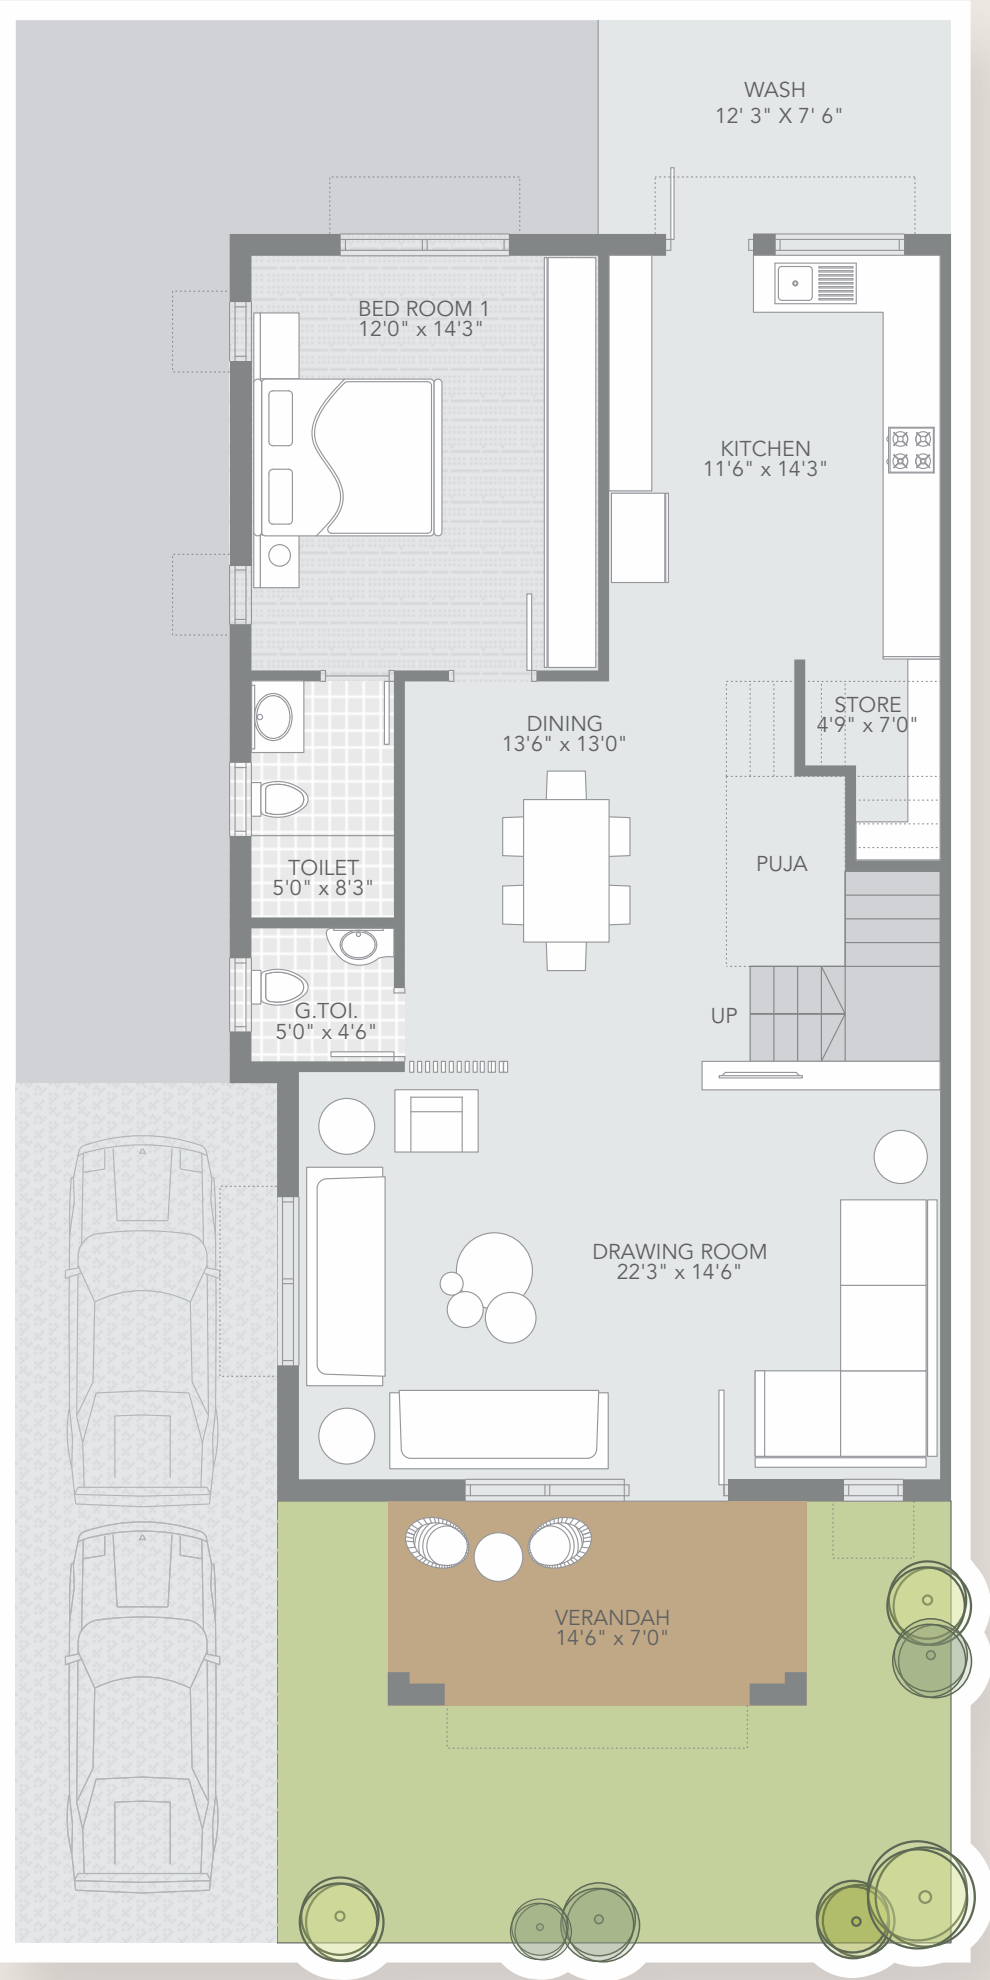 WASH
12' 3" X 7' 6"
BED ROOM 1
12'0" x 14'3"
KITCHEN
11'6" x 14'3"
STORE
4'9" x 7'0"
DINING
13'6" x 13'0"
PUJA
TOILET
5'0" x 8'3"
G.TOI.
5'0" x 4'6"
UP
DRAWING ROOM
22'3" x 14'6"
VERANDAH
14'6" x 7'0"